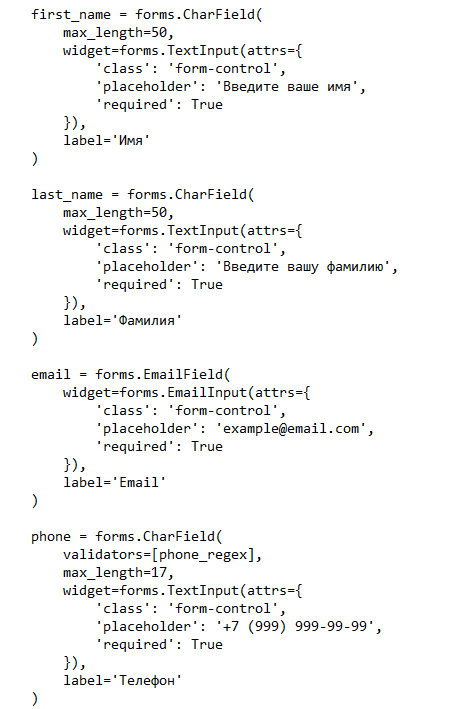 first_name = forms.CharField(
    max_length=50,
    widget=forms.TextInput(attrs={
        'class': 'form-control',
        'placeholder': 'Введите ваше имя',
        'required': True
    }),
    label='Имя'
)

last_name = forms.CharField(
    max_length=50,
    widget=forms.TextInput(attrs={
        'class': 'form-control',
        'placeholder': 'Введите вашу фамилию',
        'required': True
    }),
    label='Фамилия'
)

email = forms.EmailField(
    widget=forms.EmailInput(attrs={
        'class': 'form-control',
        'placeholder': 'example@email.com',
        'required': True
    }),
    label='Email'
)

phone = forms.CharField(
    validators=[phone_regex],
    max_length=17,
    widget=forms.TextInput(attrs={
        'class': 'form-control',
        'placeholder': '+7 (999) 999-99-99',
        'required': True
    }),
    label='Телефон'
)